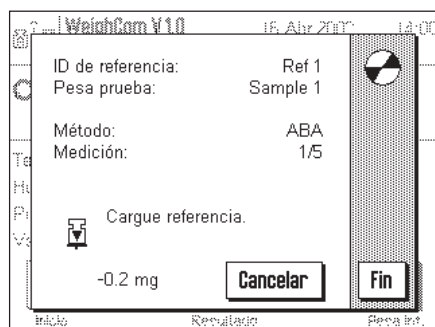 WeighCom V1.0 16. Abr 200
ID de referencia: Ref 1
Pesa prueba: Sample 1
Método: ABA
Medición: 1/5
Cargue referencia.
-0.2 mg
Cancelar
Fin
Inicio Resultado Pesa int.